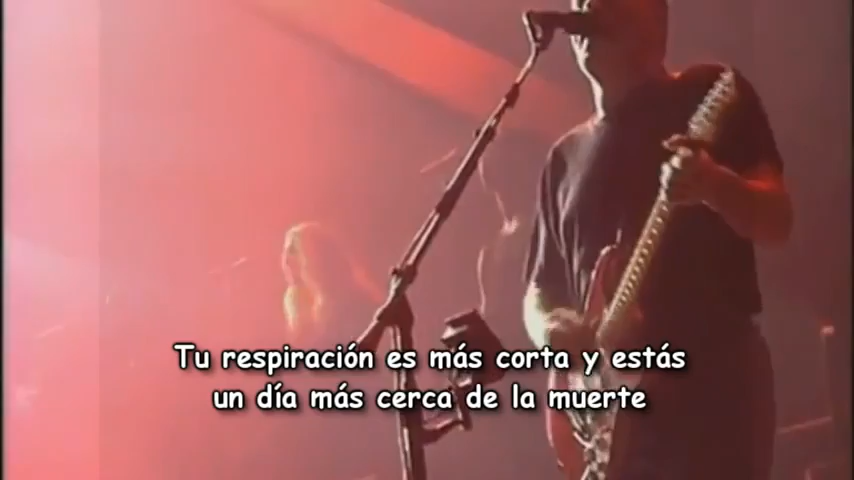 Tu respiración es más corta y estás
un día más cerca de la muerte